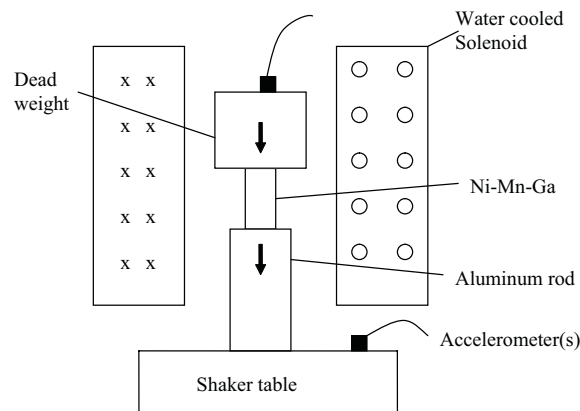 Water cooled
Solenoid
Dead
weight
x x
x x
x x
x x
x x
Ni-Mn-Ga
Aluminum rod
Accelerometer(s)
Shaker table